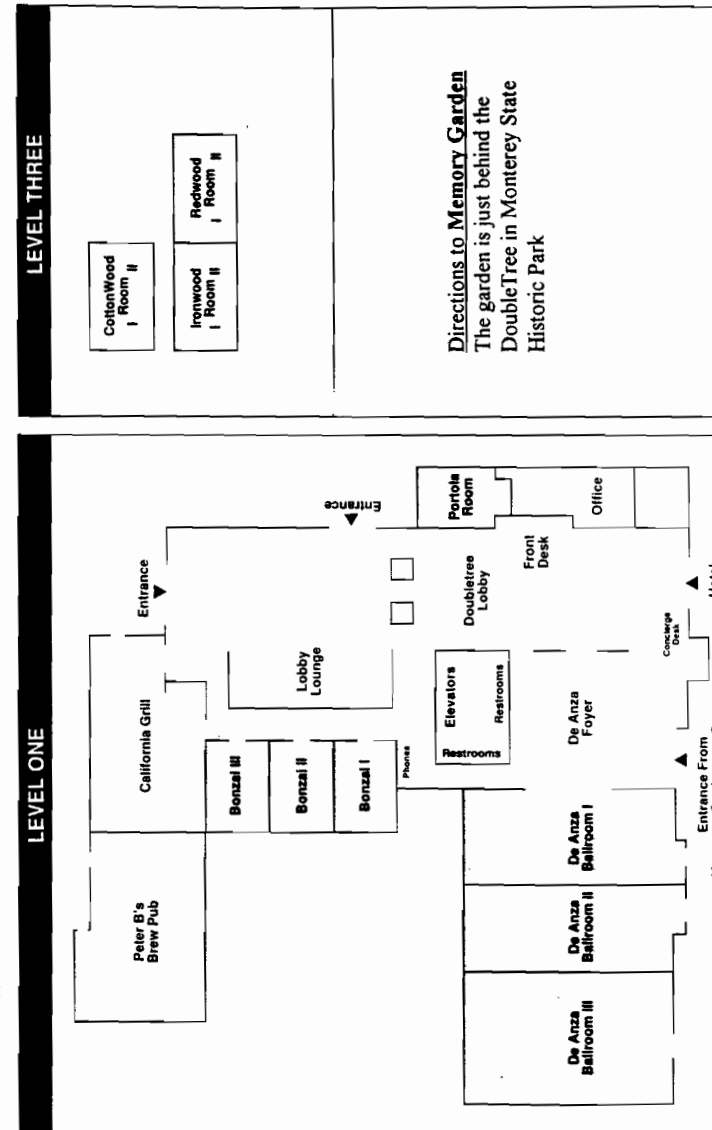 LEVEL ONE
Peter B's
Brew Pub
California Grill
Entrance
Bonzai III
Bonzai II
Bonzai I
Lobby
Lounge
Entrance
Phones
Elevators
Restrooms
Restrooms
Doubletree
Lobby
Portola
Room
Front
Desk
Office
De Anza
Foyer
Concierge
Desk
De Anza
Ballroom III
De Anza
Ballroom II
De Anza
Ballroom I
Entrance From
LEVEL THREE
CottonWood
Room
I II
Ironwood
Room
I II
Redwood
Room
I II
Directions to Memory Garden
The garden is just behind the
DoubleTree in Monterey State
Historic Park